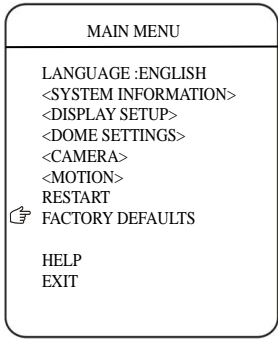 MAIN MENU
LANGUAGE :ENGLISH
<SYSTEM INFORMATION>
<DISPLAY SETUP>
<DOME SETTINGS>
<CAMERA>
<MOTION>
RESTART
FACTORY DEFAULTS
HELP
EXIT